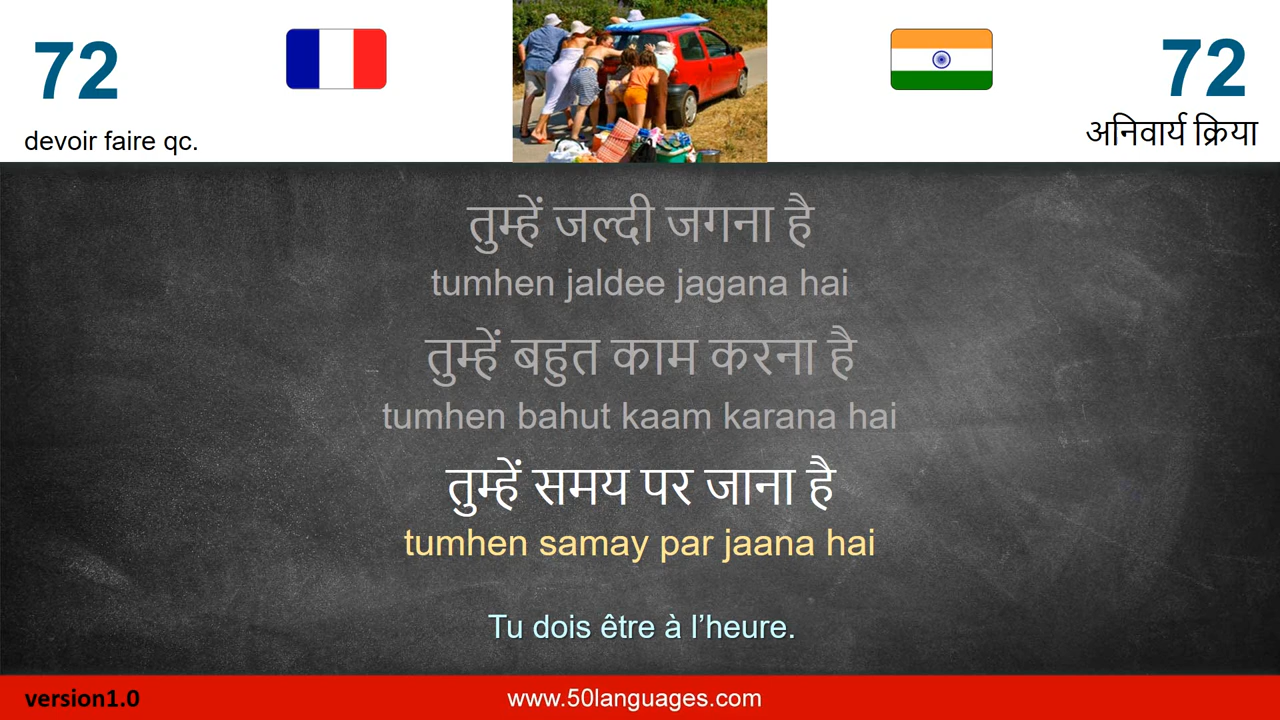 72
72
devoir faire qc.
अनिवार्य क्रिया
तुम्हें जल्दी जगना है
tumhen jaldee jagana hai
तुम्हें बहुत काम करना है
tumhen bahut kaam karana hai
तुम्हें समय पर जाना है
tumhen samay par jaana hai
Tu dois être à l’heure.
version1.0
www.50languages.com